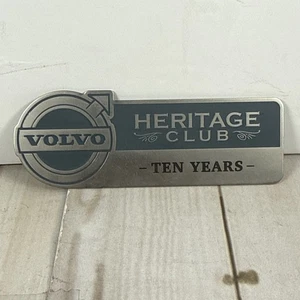 VOLVO
HERITAGE
CLUB
- TEN YEARS -